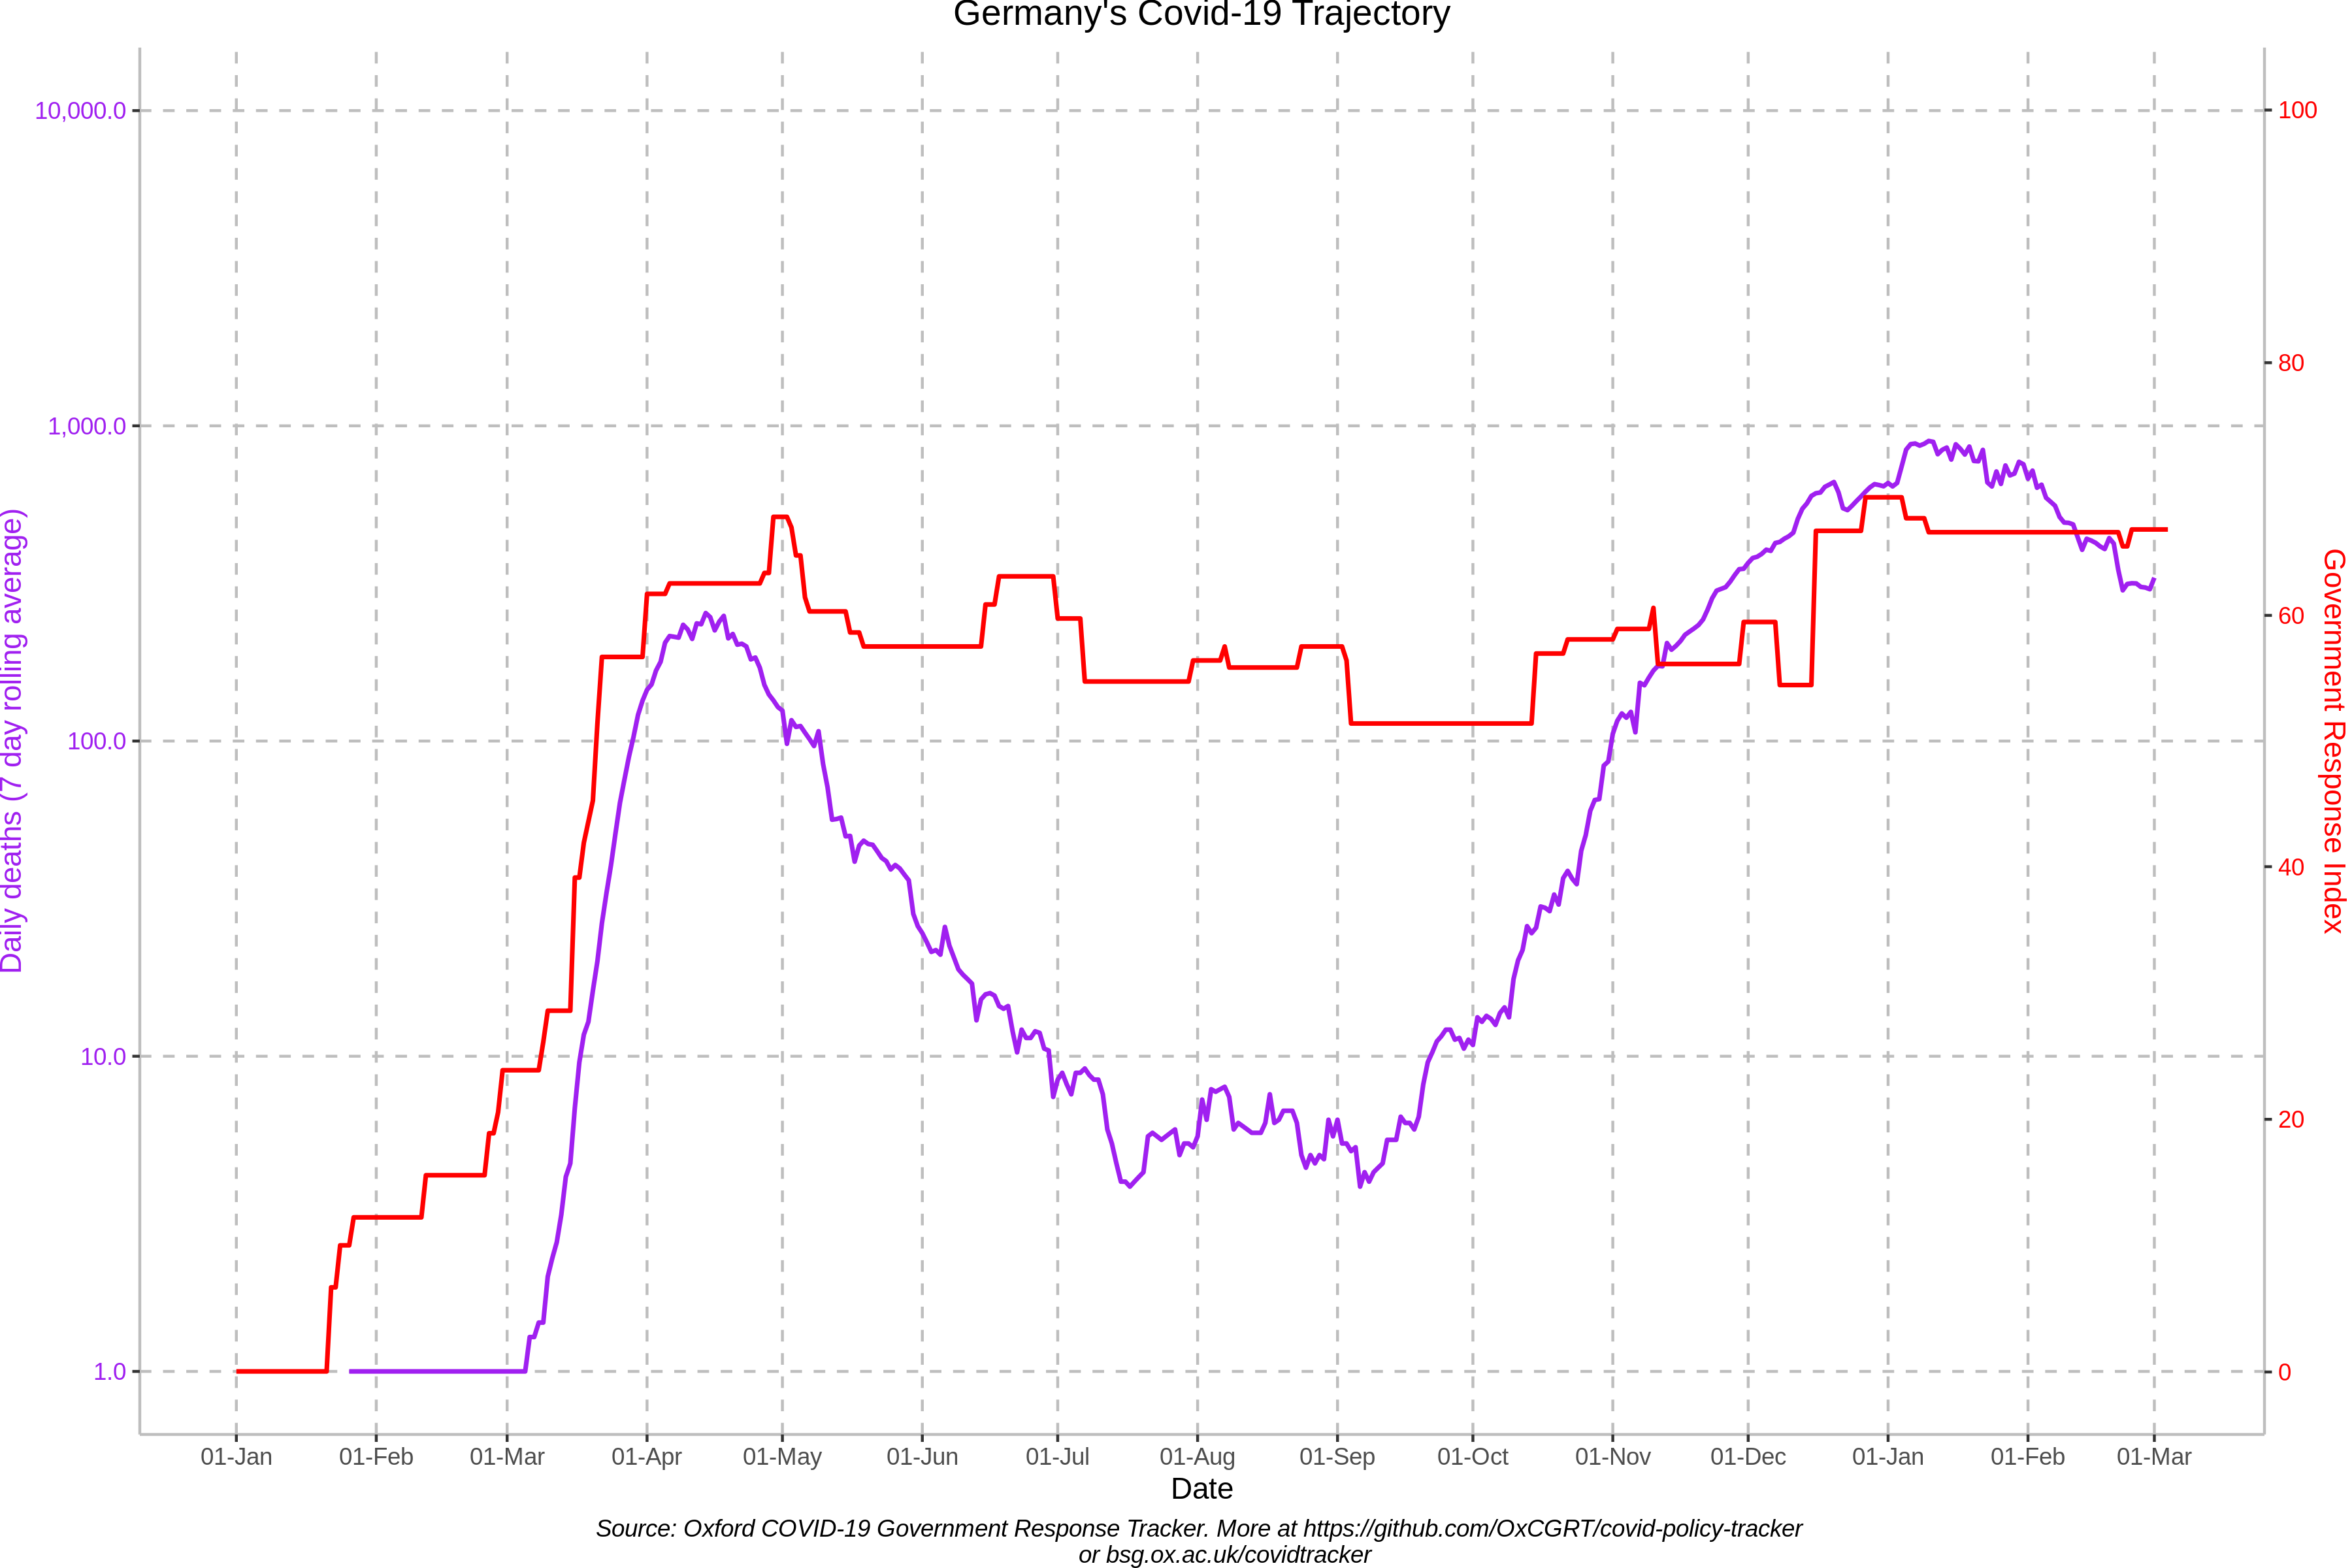 Germany's Covid-19 Trajectory
10,000.0
1,000.0
100.0
10.0
1.0
Daily deaths (7 day rolling average)
100
80
60
40
20
0
Government Response Index
01-Jan 01-Feb 01-Mar 01-Apr 01-May 01-Jun 01-Jul 01-Aug 01-Sep 01-Oct 01-Nov 01-Dec 01-Jan 01-Feb 01-Mar
Date
Source: Oxford COVID-19 Government Response Tracker. More at https://github.com/OxCGRT/covid-policy-tracker
or bsg.ox.ac.uk/covidtracker